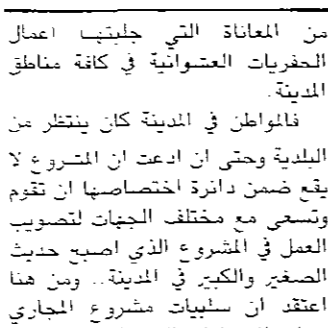 من المعاناة التي جلبتها اعمال
الحفريات العشوائية في كافة مناطق
المدينة.
فالمواطن في المدينة كان ينتظر من
البلدية وحتى ان ادعت ان المشروع لا
يقع ضمن دائرة اختصاصها ان تقوم
وتسعى مع مختلف الجهات لتصويب
العمل في المشروع الذي اصبح حديث
الصغير والكبير في المدينة.. ومن هنا
اعتقد ان سلبيات مشروع المجاري